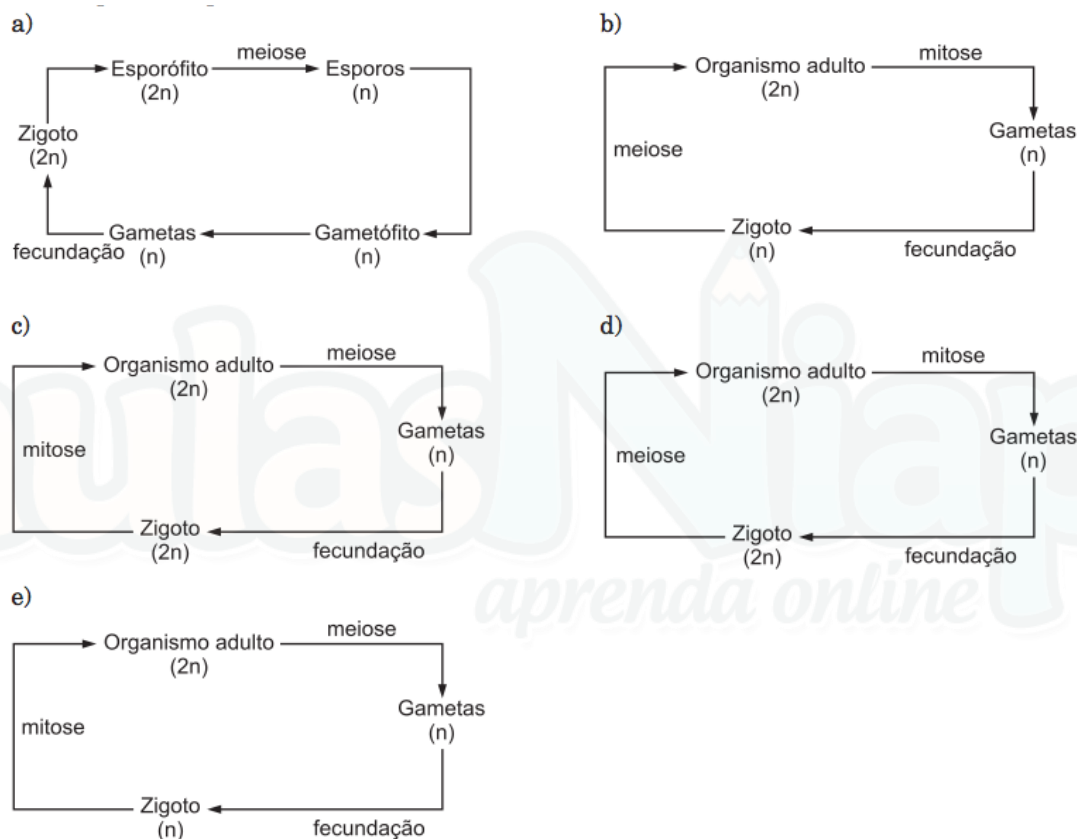 a)
meiose
Esporófito
(2n)
Esporos
(n)
Zigoto
(2n)
Gametas
(n)
Gametófito
(n)
fecundação
b)
mitose
Organismo adulto
(2n)
Gametas
(n)
meiose
Zigoto
(n)
fecundação
c)
meiose
Organismo adulto
(2n)
Gametas
(n)
mitose
Zigoto
(2n)
fecundação
d)
mitose
Organismo adulto
(2n)
Gametas
(n)
meiose
Zigoto
(2n)
fecundação
e)
meiose
Organismo adulto
(2n)
Gametas
(n)
mitose
Zigoto
(n)
fecundação
aprenda online